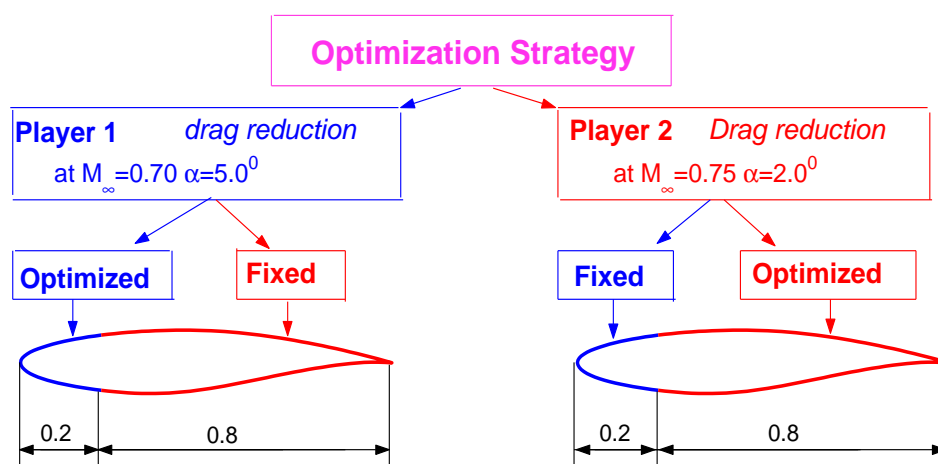 Optimization Strategy
Player 1 drag reduction
at M∞=0.70 α=5.0⁰
Player 2 Drag reduction
at M∞=0.75 α=2.0⁰
Optimized
Fixed
Fixed
Optimized
0.2
0.8
0.2
0.8